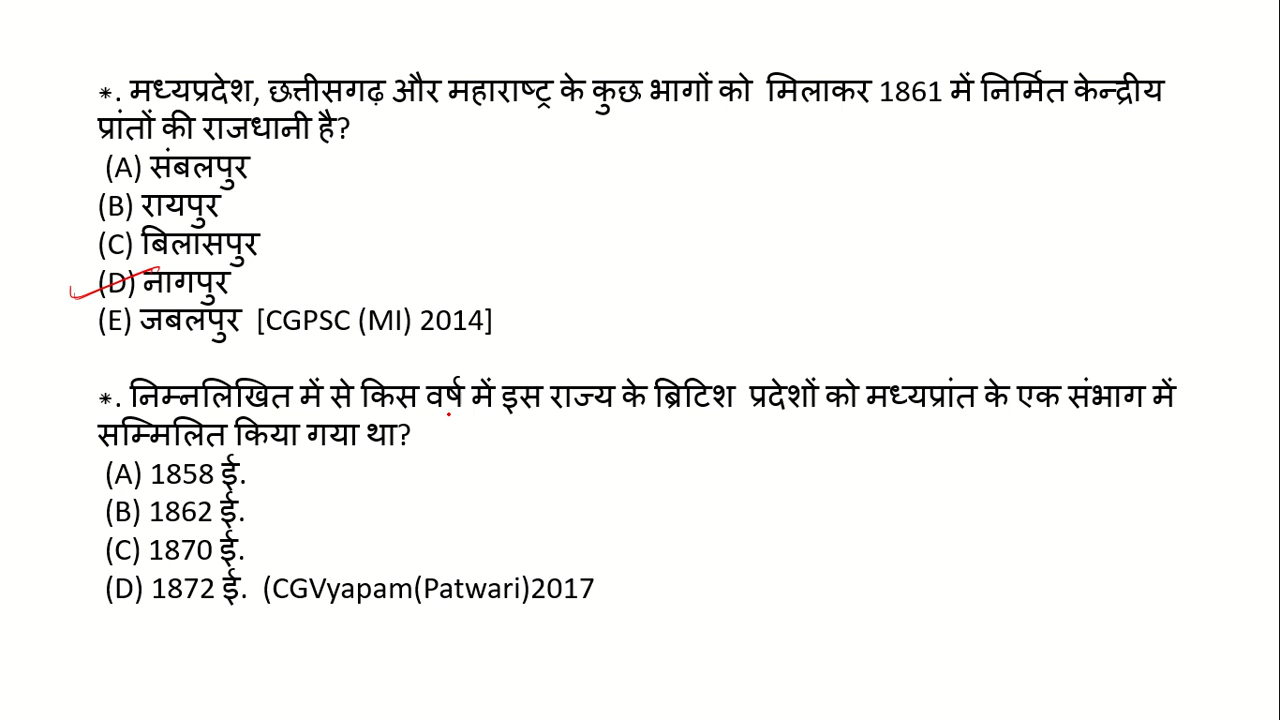 *. मध्यप्रदेश, छत्तीसगढ़ और महाराष्ट्र के कुछ भागों को मिलाकर 1861 में निर्मित केन्द्रीय
प्रांतों की राजधानी है?
(A) संबलपुर
(B) रायपुर
(C) बिलासपुर
(D) नागपुर
(E) जबलपुर [CGPSC (MI) 2014]
*. निम्नलिखित में से किस वर्ष में इस राज्य के ब्रिटिश प्रदेशों को मध्यप्रांत के एक संभाग में
सम्मिलित किया गया था?
(A) 1858 ई.
(B) 1862 ई.
(C) 1870 ई.
(D) 1872 ई. (CGVyapam(Patwari)2017